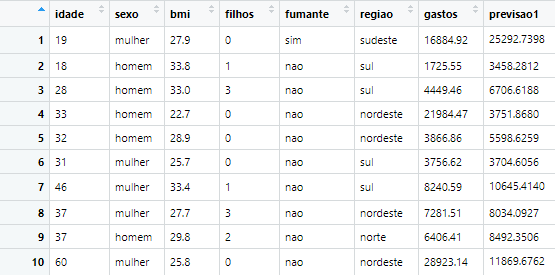 idade sexo bmi filhos fumante regiao gastos previsao1
1 19 mulher 27.9 0 sim sudeste 16884.92 25292.7398
2 18 homem 33.8 1 nao sul 1725.55 3458.2812
3 28 homem 33.0 3 nao sul 4449.46 6706.6188
4 33 homem 22.7 0 nao nordeste 21984.47 3751.8680
5 32 homem 28.9 0 nao nordeste 3866.86 5598.6259
6 31 mulher 25.7 0 nao sul 3756.62 3704.6056
7 46 mulher 33.4 1 nao sul 8240.59 10645.4140
8 37 mulher 27.7 3 nao nordeste 7281.51 8034.0927
9 37 homem 29.8 2 nao norte 6406.41 8492.3506
10 60 mulher 25.8 0 nao nordeste 28923.14 11869.6762